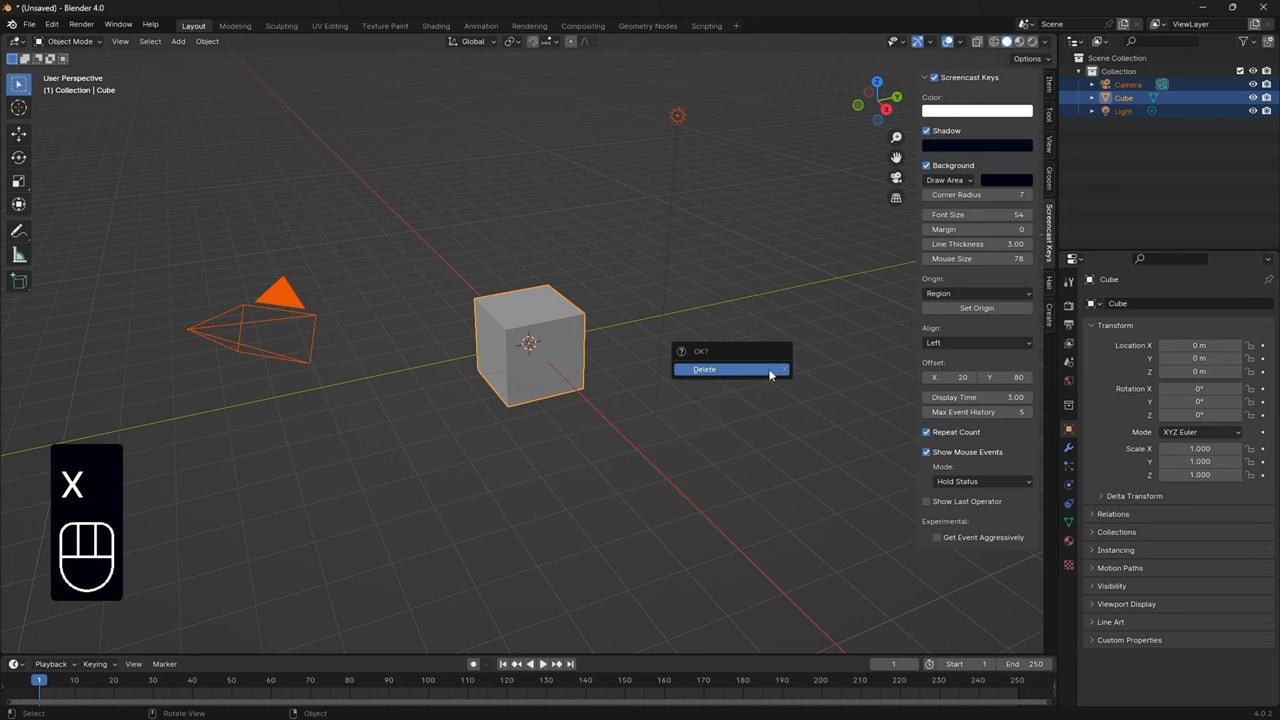 * (Unsaved) - Blender 4.0
File Edit Render Window Help Layout Modeling Sculpting UV Editing Texture Paint Shading Animation Rendering Compositing Geometry Nodes Scripting + Scene ViewLayer
Object Mode View Select Add Object Global
Options
User Perspective
(1) Collection | Cube
Z
Y
X
OK?
Delete X
X
Screencast Keys
Color:
Shadow
Background
Draw Area
Corner Radius 7
Font Size 54
Margin 0
Line Thickness 3.00
Mouse Size 78
Origin:
Region
Set Origin
Align:
Left
Offset:
X 20 Y 80
Display Time 3.00
Max Event History 5
Repeat Count
Show Mouse Events
Mode:
Hold Status
Show Last Operator
Experimental:
Get Event Aggressively
Item
Tool
View
Groom
Screencast Keys
Hair
Create
Scene Collection
Collection
Camera
Cube
Light
Cube
Cube
Transform
Location X 0 m
Y 0 m
Z 0 m
Rotation X 0°
Y 0°
Z 0°
Mode XYZ Euler
Scale X 1.000
Y 1.000
Z 1.000
Delta Transform
Relations
Collections
Instancing
Motion Paths
Visibility
Viewport Display
Line Art
Custom Properties
Playback Keying View Marker 1 Start 1 End 250
1 10 20 30 40 50 60 70 80 90 100 110 120 130 140 150 160 170 180 190 200 210 220 230 240 250
Select Rotate View Object 4.0.2